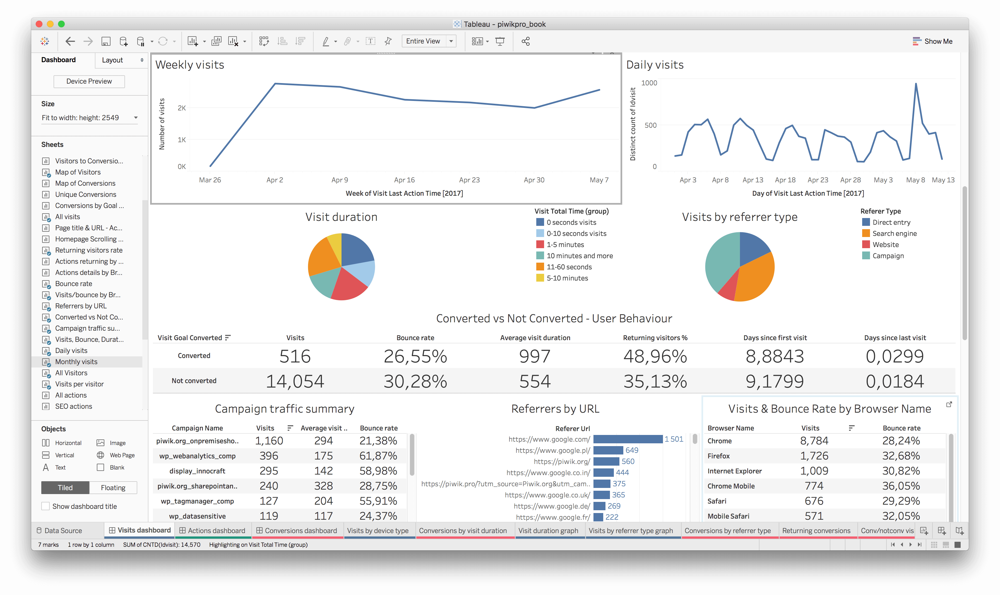 Tableau - piwikpro_book
Entire View
Show Me
Dashboard
Layout
Device Preview
Size
Fit to width: height: 2549
Sheets
Visitors to Conversio...
Map of Visitors
Map of Conversions
Unique Conversions
Conversions by Goal ...
All visits
Page title & URL - Ac...
Homepage Scrolling ...
Returning visitors rate
Actions returning by ...
Actions details by Br...
Bounce rate
Visits/bounce by Br...
Referrers by URL
Converted vs Not Co...
Campaign traffic su...
Visits, Bounce, Durat...
Daily visits
Monthly visits
All Visitors
Visits per visitor
All actions
SEO actions
Objects
Horizontal Image
Vertical Web Page
A Text Blank
Tiled Floating
Show dashboard title
Weekly visits
Number of visits
2K
1K
0K
Mar 26 Apr 2 Apr 9 Apr 16 Apr 23 Apr 30 May 7
Week of Visit Last Action Time [2017]
Daily visits
Distinct count of Idvisit
1000
500
0
Apr 3 Apr 8 Apr 13 Apr 18 Apr 23 Apr 28 May 3 May 8 May 13
Day of Visit Last Action Time [2017]
Visit duration
Visit Total Time (group)
0 seconds visits
0-10 seconds visits
1-5 minutes
10 minutes and more
11-60 seconds
5-10 minutes
Visits by referrer type
Referer Type
Direct entry
Search engine
Website
Campaign
Converted vs Not Converted - User Behaviour
Visit Goal Converted Visits Bounce rate Average visit duration Returning visitors % Days since first visit Days since last visit
Converted 516 26,55% 997 48,96% 8,8843 0,0299
Not converted 14,054 30,28% 554 35,13% 9,1799 0,0184
Campaign traffic summary
Campaign Name Visits Average visit .. Bounce rate
piwik.org_onpremisesho.. 1,160 294 21,38%
wp_webanalytics_comp 396 175 61,87%
display_innocraft 295 142 58,98%
piwik.org_sharepointan.. 240 328 28,75%
wp_tagmanager_comp 127 204 55,91%
wp_datasensitive 119 117 24,37%
Referrers by URL
Referer Url
https://www.google.com/ 1 501
https://www.google.pl/ 649
https://piwik.org/ 560
https://www.google.co.in/ 444
https://piwik.pro/?utm_source=Piwik.org&utm_cam.. 375
https://www.google.co.uk/ 365
https://www.google.de/ 269
https://www.google.fr/ 222
Visits & Bounce Rate by Browser Name
Browser Name Visits Bounce rate
Chrome 8,784 28,24%
Firefox 1,726 32,68%
Internet Explorer 1,009 30,82%
Chrome Mobile 774 36,05%
Safari 676 29,29%
Mobile Safari 571 32,05%
Data Source Visits dashboard Actions dashboard Conversions dashboard Visits by device type Conversions by visit duration Visit duration graph Visits by referrer type graph Conversions by referrer type Returning conversions Conv/notconv vis
7 marks 1 row by 1 column SUM of CNTD(Idvisit): 14,570 Highlighting on Visit Total Time (group)